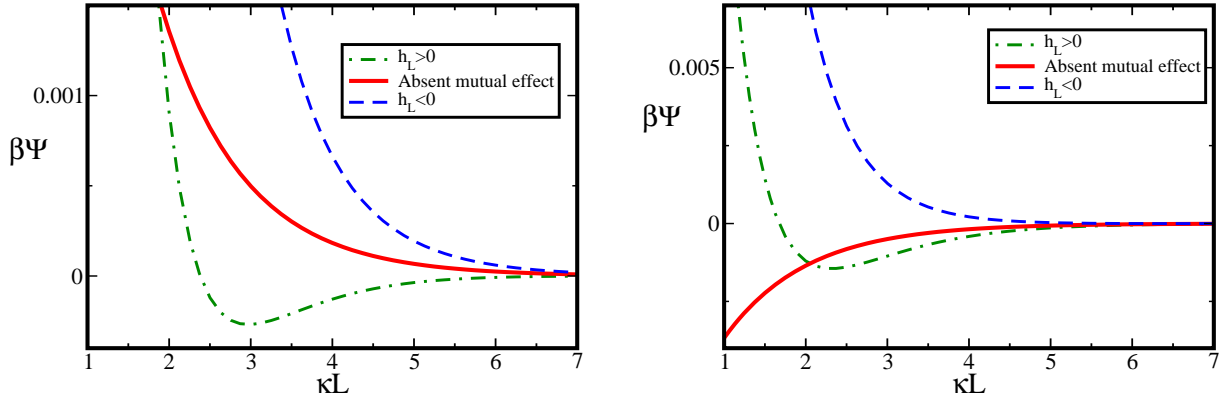 h_L>0
Absent mutual effect
h_L<0
0.001
βΨ
0
1 2 3 4 5 6 7
κL
h_L>0
Absent mutual effect
h_L<0
0.005
βΨ
0
1 2 3 4 5 6 7
κL